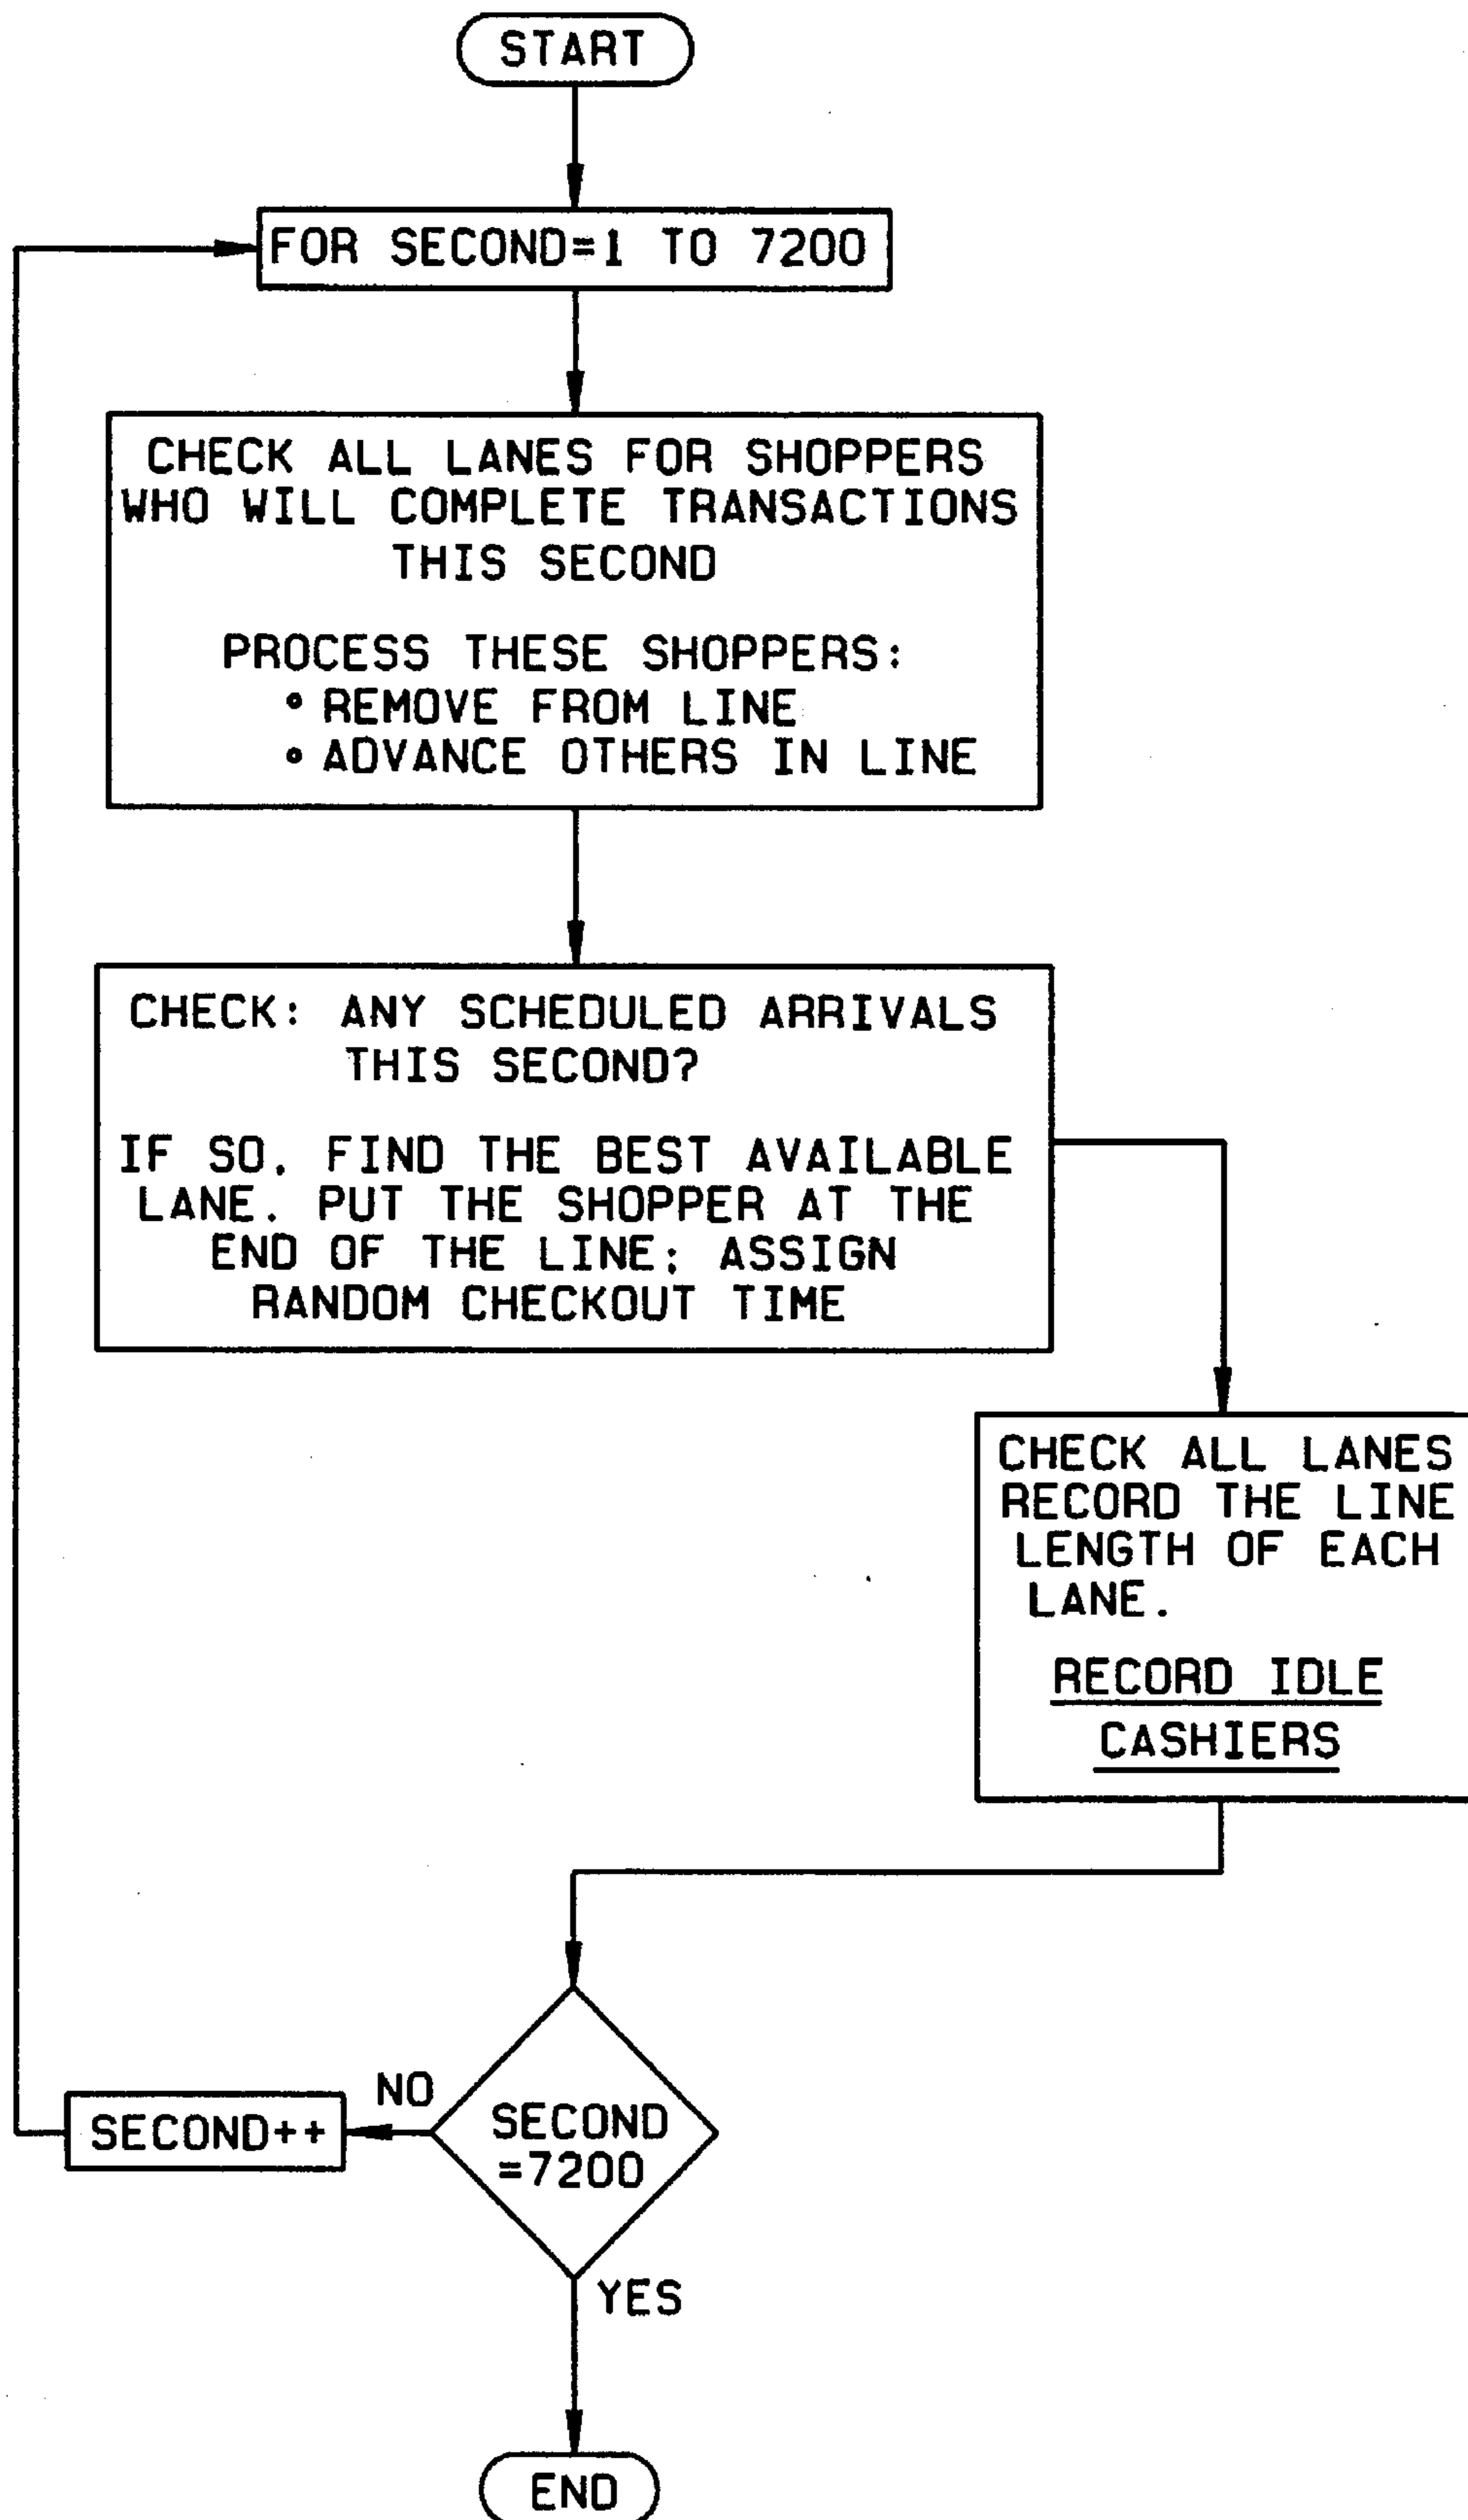 START
FOR SECOND=1 TO 7200
CHECK ALL LANES FOR SHOPPERS
WHO WILL COMPLETE TRANSACTIONS
THIS SECOND
PROCESS THESE SHOPPERS:
• REMOVE FROM LINE
• ADVANCE OTHERS IN LINE
CHECK: ANY SCHEDULED ARRIVALS
THIS SECOND?
IF SO, FIND THE BEST AVAILABLE
LANE. PUT THE SHOPPER AT THE
END OF THE LINE; ASSIGN
RANDOM CHECKOUT TIME
CHECK ALL LANES
RECORD THE LINE
LENGTH OF EACH
LANE.
RECORD IDLE
CASHIERS
NO
SECOND++
SECOND
=7200
YES
END